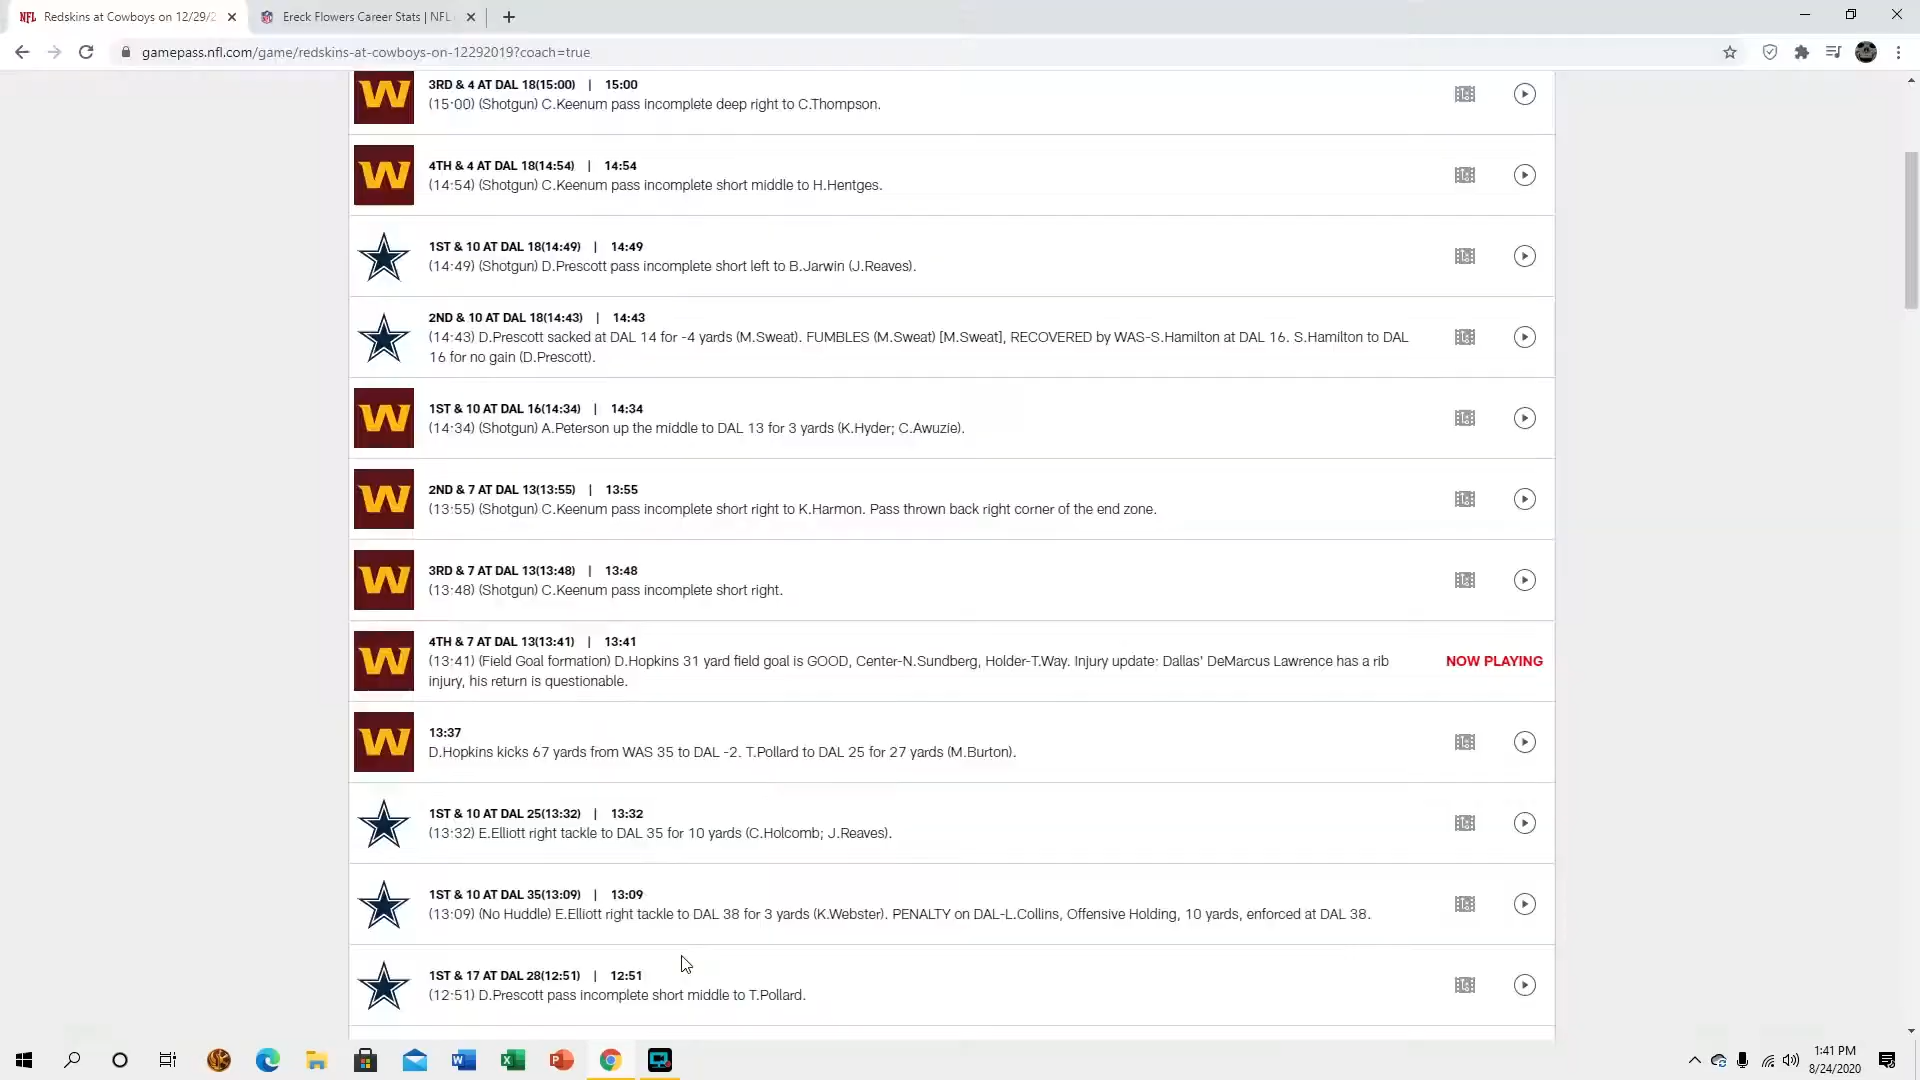 Redskins at Cowboys on 12/29/2
Ereck Flowers Career Stats | NFL
gamepass.nfl.com/game/redskins-at-cowboys-on-12292019?coach=true
3RD & 4 AT DAL 18(15:00) | 15:00
(15:00) (Shotgun) C.Keenum pass incomplete deep right to C.Thompson.
4TH & 4 AT DAL 18(14:54) | 14:54
(14:54) (Shotgun) C.Keenum pass incomplete short middle to H.Hentges.
1ST & 10 AT DAL 18(14:49) | 14:49
(14:49) (Shotgun) D.Prescott pass incomplete short left to B.Jarwin (J.Reaves).
2ND & 10 AT DAL 18(14:43) | 14:43
(14:43) D.Prescott sacked at DAL 14 for -4 yards (M.Sweat). FUMBLES (M.Sweat) [M.Sweat], RECOVERED by WAS-S.Hamilton at DAL 16. S.Hamilton to DAL
16 for no gain (D.Prescott).
1ST & 10 AT DAL 16(14:34) | 14:34
(14:34) (Shotgun) A.Peterson up the middle to DAL 13 for 3 yards (K.Hyder; C.Awuzie).
2ND & 7 AT DAL 13(13:55) | 13:55
(13:55) (Shotgun) C.Keenum pass incomplete short right to K.Harmon. Pass thrown back right corner of the end zone.
3RD & 7 AT DAL 13(13:48) | 13:48
(13:48) (Shotgun) C.Keenum pass incomplete short right.
4TH & 7 AT DAL 13(13:41) | 13:41
(13:41) (Field Goal formation) D.Hopkins 31 yard field goal is GOOD, Center-N.Sundberg, Holder-T.Way. Injury update: Dallas' DeMarcus Lawrence has a rib
injury, his return is questionable.
NOW PLAYING
13:37
D.Hopkins kicks 67 yards from WAS 35 to DAL -2. T.Pollard to DAL 25 for 27 yards (M.Burton).
1ST & 10 AT DAL 25(13:32) | 13:32
(13:32) E.Elliott right tackle to DAL 35 for 10 yards (C.Holcomb; J.Reaves).
1ST & 10 AT DAL 35(13:09) | 13:09
(13:09) (No Huddle) E.Elliott right tackle to DAL 38 for 3 yards (K.Webster). PENALTY on DAL-L.Collins, Offensive Holding, 10 yards, enforced at DAL 38.
1ST & 17 AT DAL 28(12:51) | 12:51
(12:51) D.Prescott pass incomplete short middle to T.Pollard.
1:41 PM
8/24/2020